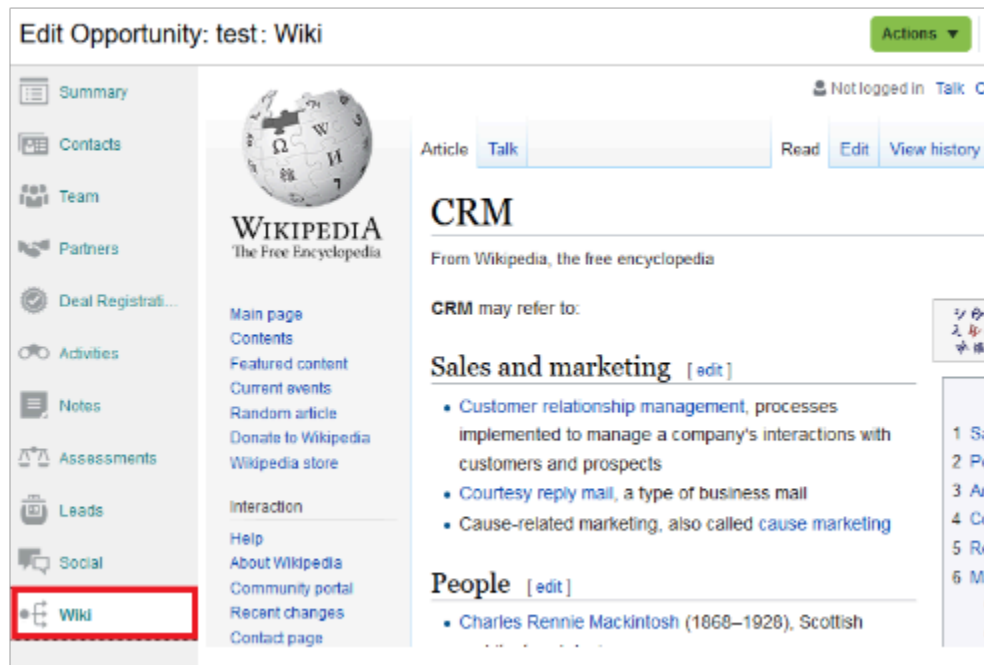 Edit Opportunity: test: Wiki
Actions
Summary
Contacts
Team
Partners
Deal Registrati...
Activities
Notes
Assessments
Leads
Social
Wiki
WIKIPEDIA
The Free Encyclopedia
Main page
Contents
Featured content
Current events
Random article
Donate to Wikipedia
Wikipedia store
Interaction
Help
About Wikipedia
Community portal
Recent changes
Contact page
Not logged in Talk
Article Talk Read Edit View history
CRM
From Wikipedia, the free encyclopedia
CRM may refer to:
Sales and marketing [edit]
• Customer relationship management, processes
implemented to manage a company's interactions with
customers and prospects
• Courtesy reply mail, a type of business mail
• Cause-related marketing, also called cause marketing
People [edit]
• Charles Rennie Mackintosh (1868–1928), Scottish
1 Sa
2 Pe
3 Ar
4 Co
5 Re
6 M